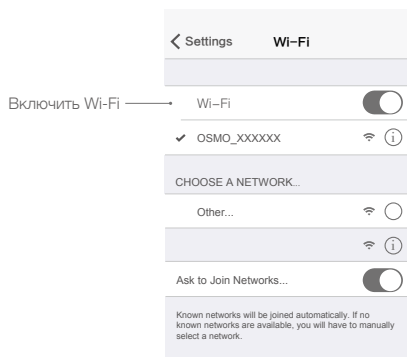 Settings
Wi-Fi
Включить Wi-Fi
Wi-Fi
OSMO_XXXXXX
CHOOSE A NETWORK...
Other...
Ask to Join Networks...
Known networks will be joined automatically. If no
known networks are available, you will have to manually
select a network.